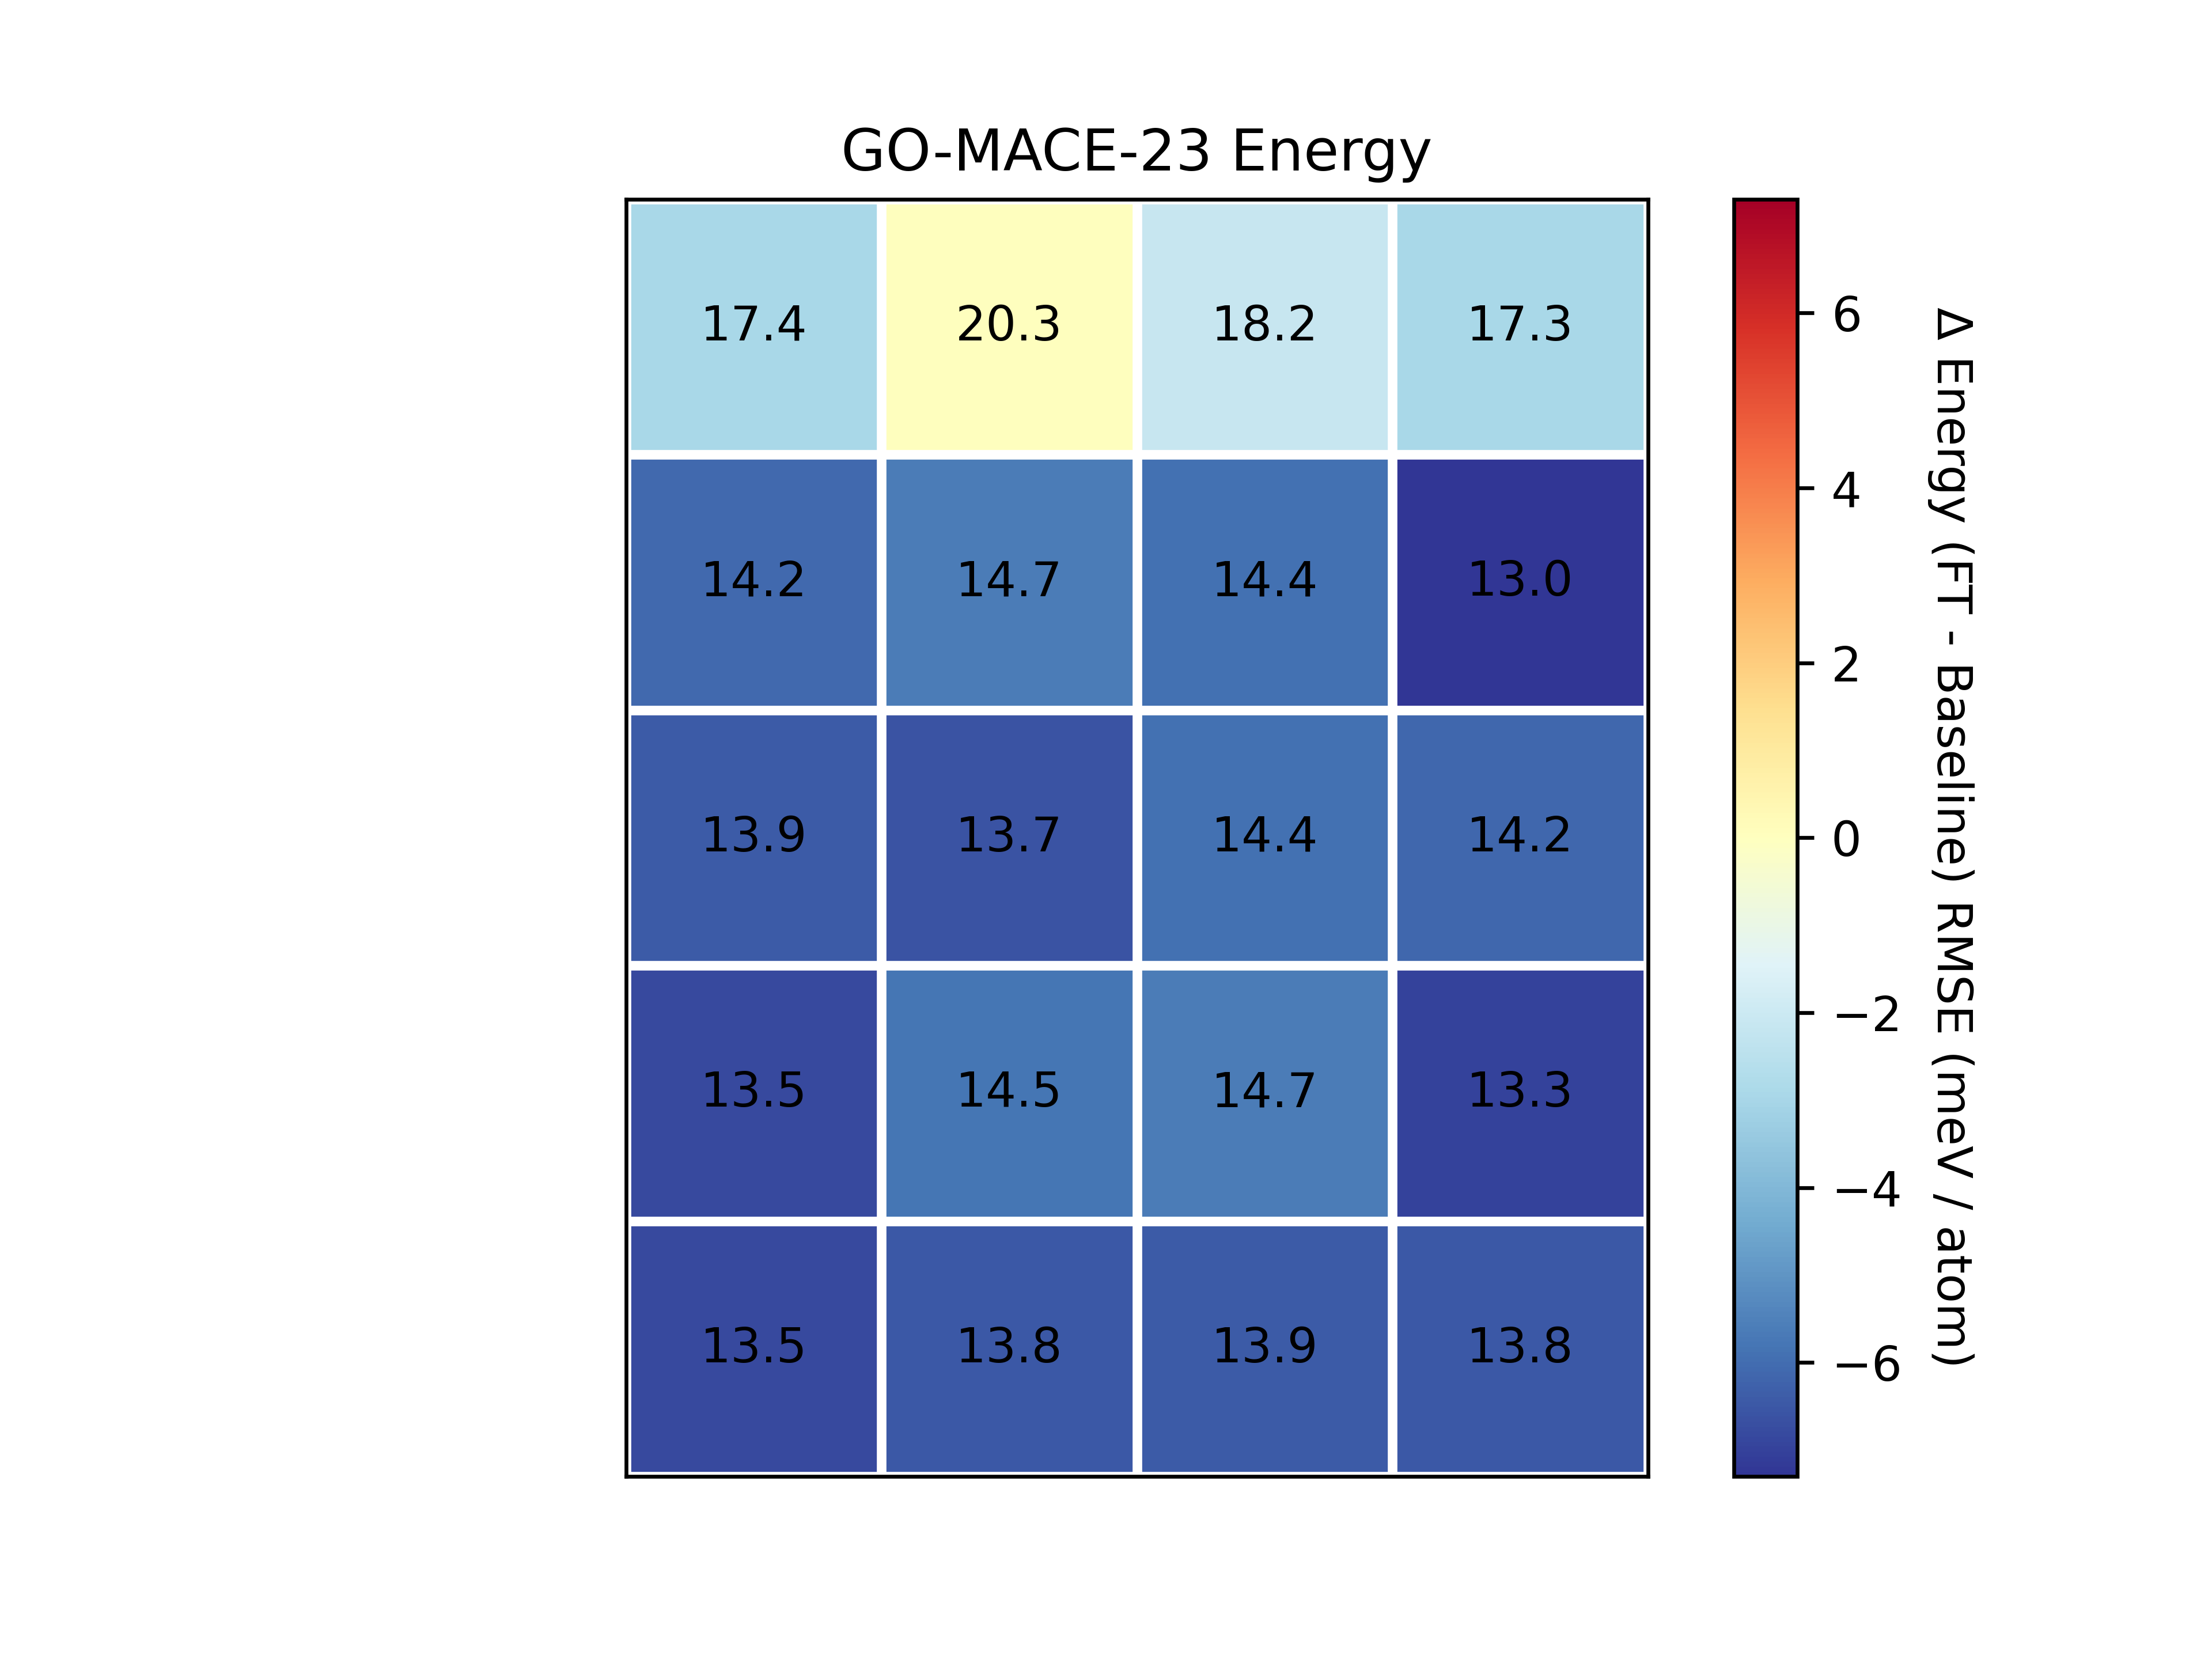 GO-MACE-23 Energy
17.4 20.3 18.2 17.3
14.2 14.7 14.4 13.0
13.9 13.7 14.4 14.2
13.5 14.5 14.7 13.3
13.5 13.8 13.9 13.8
6
4
2
0
−2
−4
−6
Δ Energy (FT - Baseline) RMSE (meV / atom)